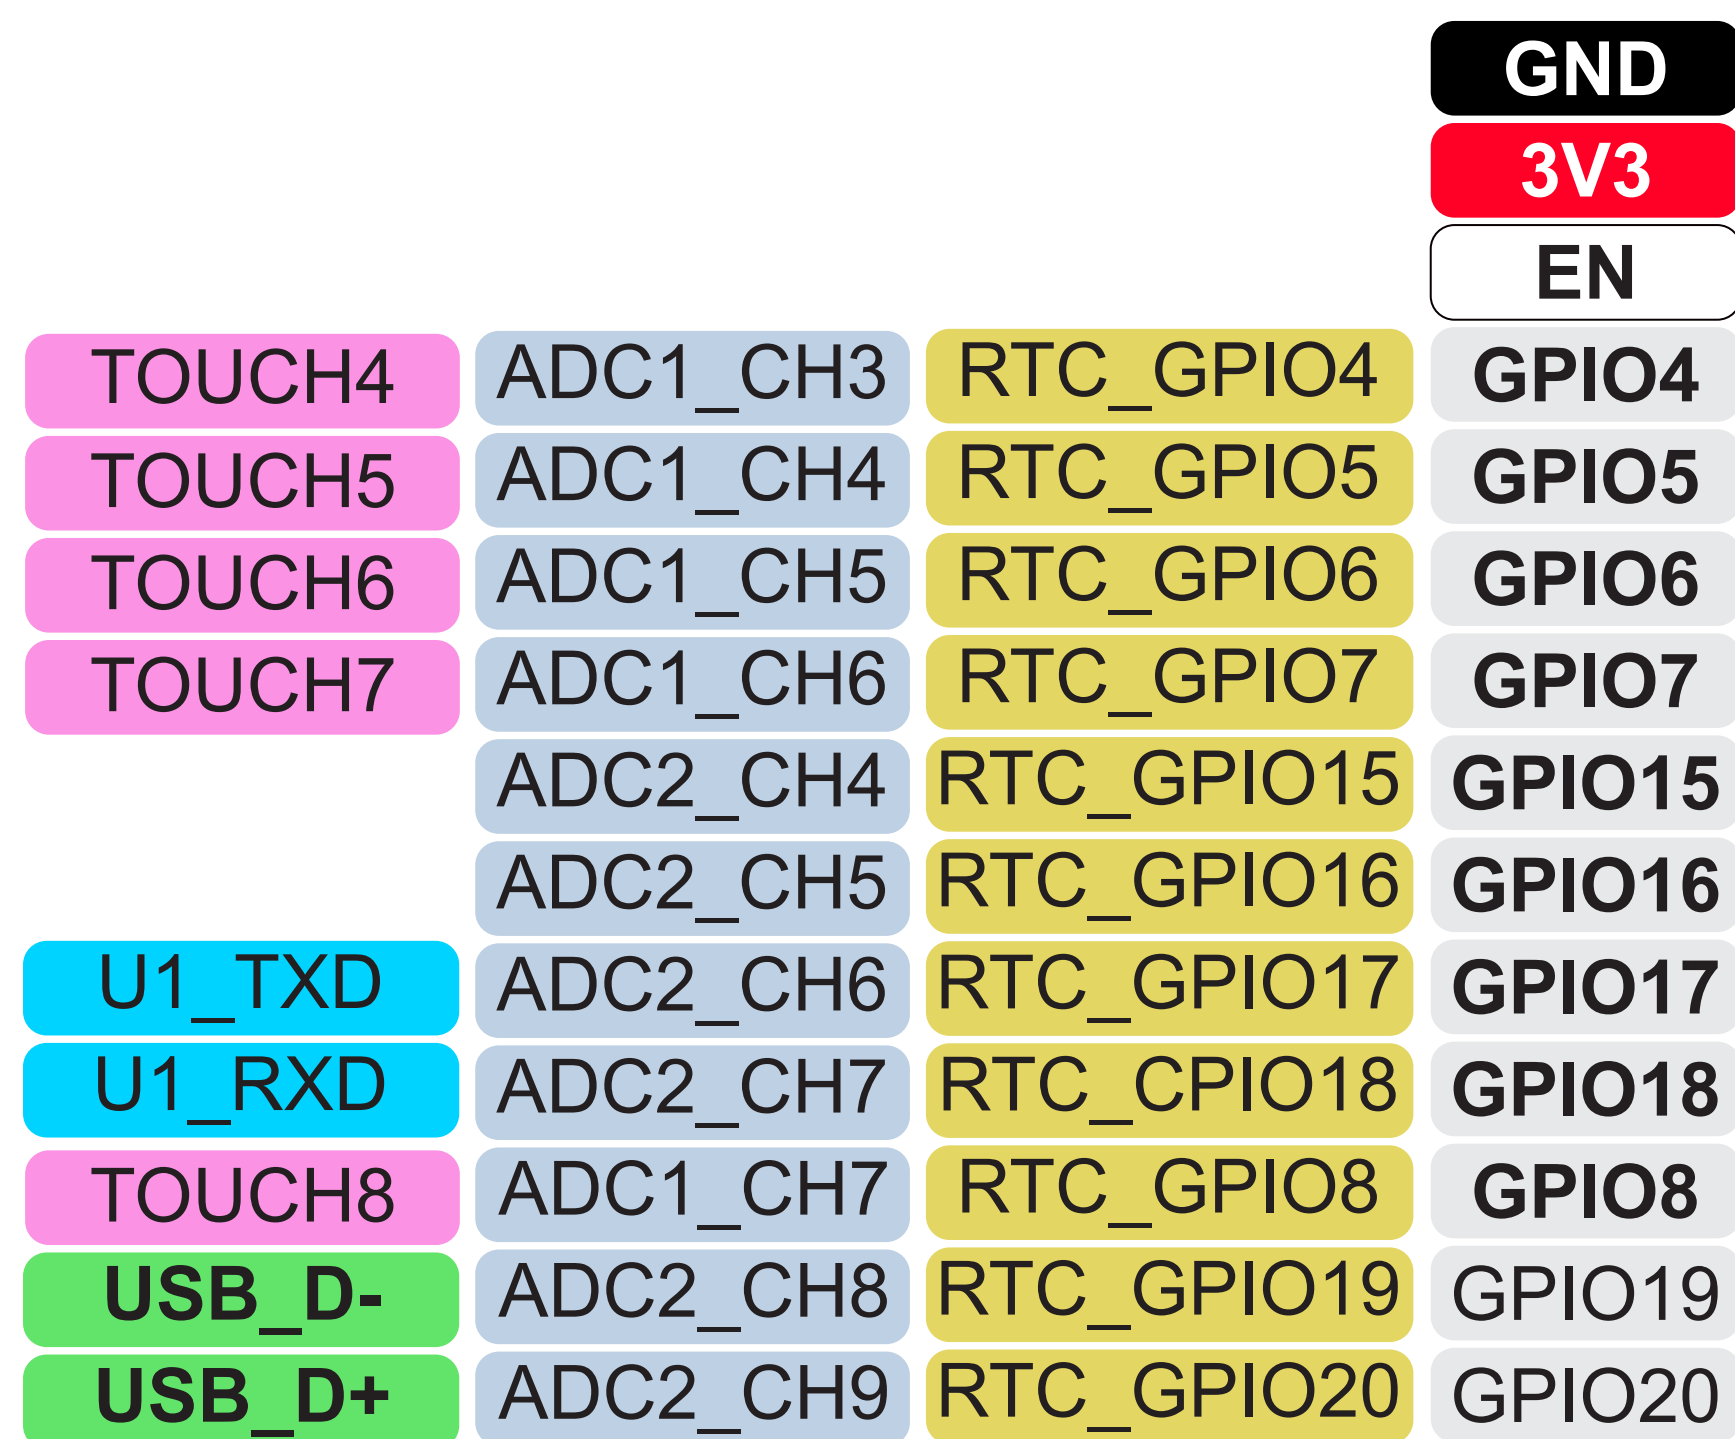 GND
3V3
EN
TOUCH4 ADC1_CH3 RTC_GPIO4 GPIO4
TOUCH5 ADC1_CH4 RTC_GPIO5 GPIO5
TOUCH6 ADC1_CH5 RTC_GPIO6 GPIO6
TOUCH7 ADC1_CH6 RTC_GPIO7 GPIO7
ADC2_CH4 RTC_GPIO15 GPIO15
ADC2_CH5 RTC_GPIO16 GPIO16
U1_TXD ADC2_CH6 RTC_GPIO17 GPIO17
U1_RXD ADC2_CH7 RTC_CPIO18 GPIO18
TOUCH8 ADC1_CH7 RTC_GPIO8 GPIO8
USB_D- ADC2_CH8 RTC_GPIO19 GPIO19
USB_D+ ADC2_CH9 RTC_GPIO20 GPIO20